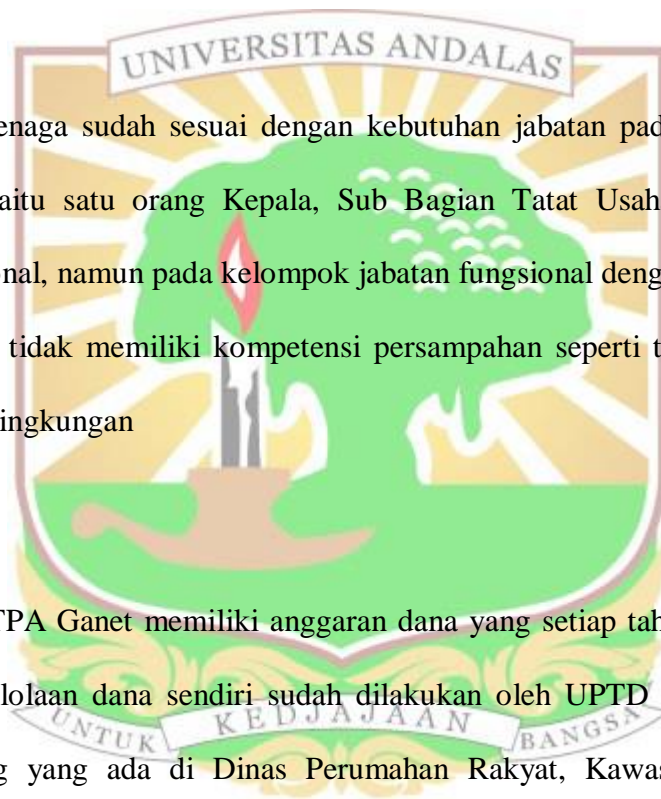 UNIVERSITAS ANDALAS
enaga sudah sesuai dengan kebutuhan jabatan pad
aitu satu orang Kepala, Sub Bagian Tatat Usah
onal, namun pada kelompok jabatan fungsional deng
tidak memiliki kompetensi persampahan seperti t
ingkungan
TPA Ganet memiliki anggaran dana yang setiap tah
lolaan dana sendiri sudah dilakukan oleh UPTD
UNTUK KEDJAJAAN BANGSA
g yang ada di Dinas Perumahan Rakyat, Kawas